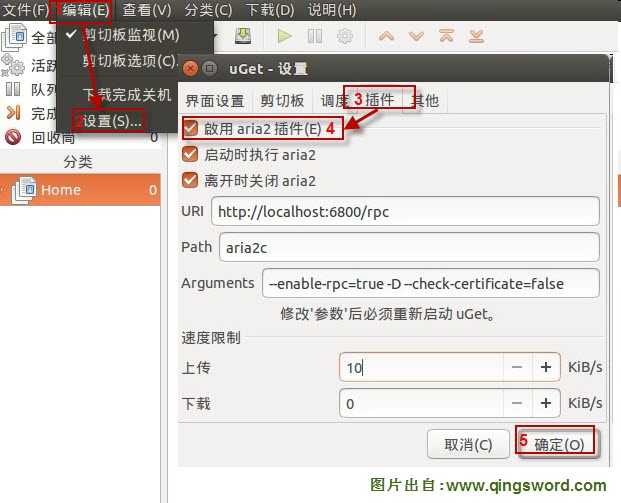 文件(F) 编辑(E) 查看(V) 分类(C) 下载(D) 说明(H)
全部
剪切板监视(M)
剪切板选项(C)...
下载完成关机
2 设置(S)...
活跃
队列
完成
回收筒 0
分类 0
Home 0
uGet - 设置
界面设置 剪切板 调度 3 插件 其他
啟用 aria2 插件(E) 4
启动时执行 aria2
离开时关闭 aria2
URI http://localhost:6800/rpc
Path aria2c
Arguments --enable-rpc=true -D --check-certificate=false
修改'参数'后必须重新启动 uGet。
速度限制
上传 10 KiB/s
下载 0 KiB/s
取消(C) 5 确定(O)
图片出自:www.qingsword.com